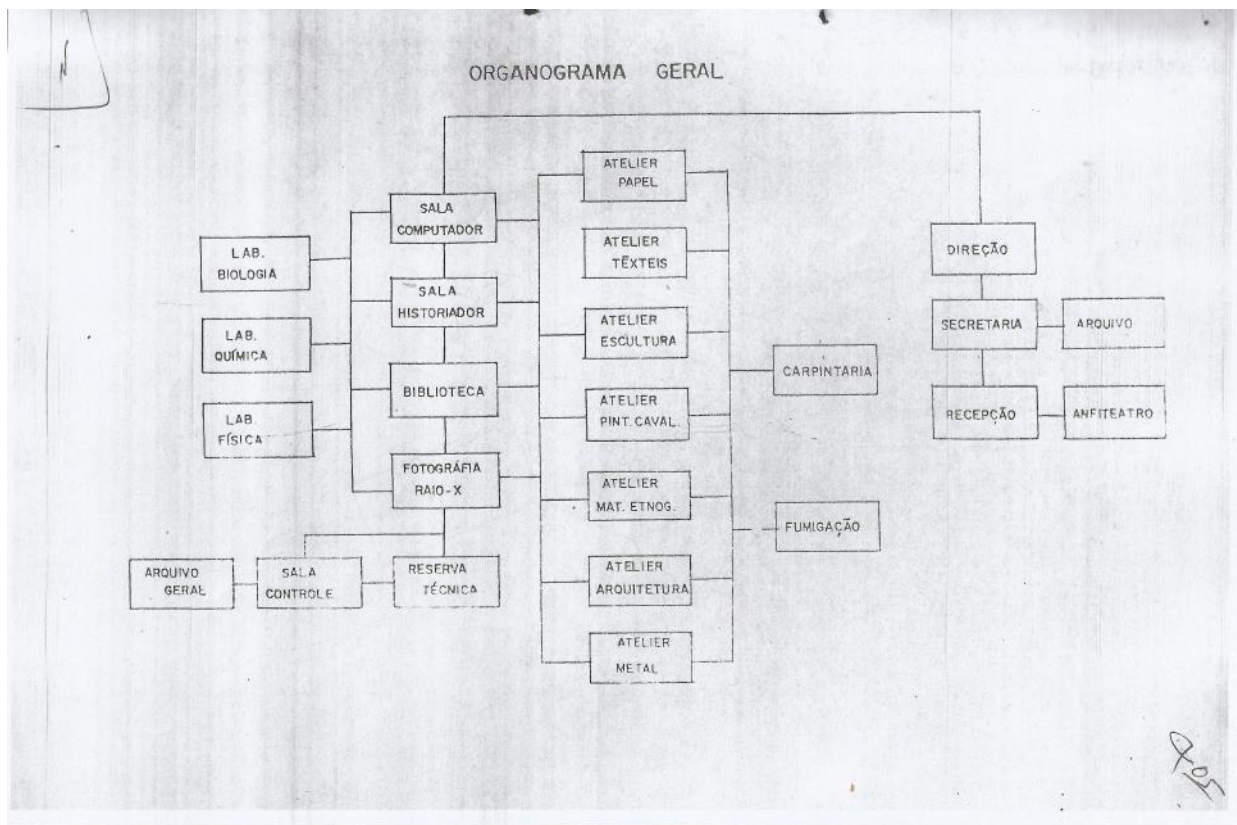 N
ORGANOGRAMA GERAL
ATELIER
PAPEL
SALA
COMPUTADOR
LAB.
BIOLOGIA
ATELIER
TÊXTEIS
DIREÇÃO
SALA
HISTORIADOR
LAB.
QUÍMICA
ATELIER
ESCULTURA
SECRETARIA
ARQUIVO
BIBLIOTECA
CARPINTARIA
LAB.
FÍSICA
ATELIER
PINT. CAVAL.
RECEPÇÃO
ANFITEATRO
FOTOGRÁFIA
RAIO-X
ATELIER
MAT. ETNOG.
FUMIGAÇÃO
ARQUIVO
GERAL
SALA
CONTROLE
RESERVA
TÉCNICA
ATELIER
ARQUITETURA
ATELIER
METAL